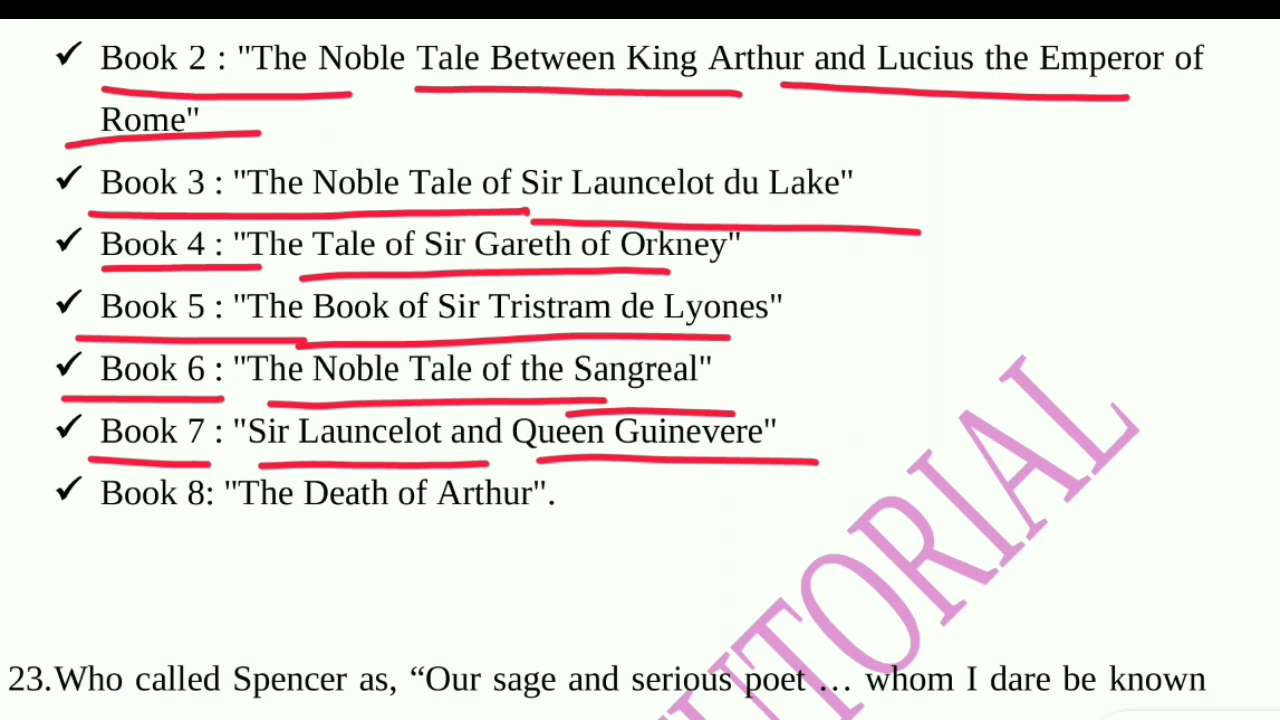 ✓ Book 2 : "The Noble Tale Between King Arthur and Lucius the Emperor of
Rome"
✓ Book 3 : "The Noble Tale of Sir Launcelot du Lake"
✓ Book 4 : "The Tale of Sir Gareth of Orkney"
✓ Book 5 : "The Book of Sir Tristram de Lyones"
✓ Book 6 : "The Noble Tale of the Sangreal"
✓ Book 7 : "Sir Launcelot and Queen Guinevere"
✓ Book 8: "The Death of Arthur".
23.Who called Spencer as, “Our sage and serious poet … whom I dare be known
UTORIAL